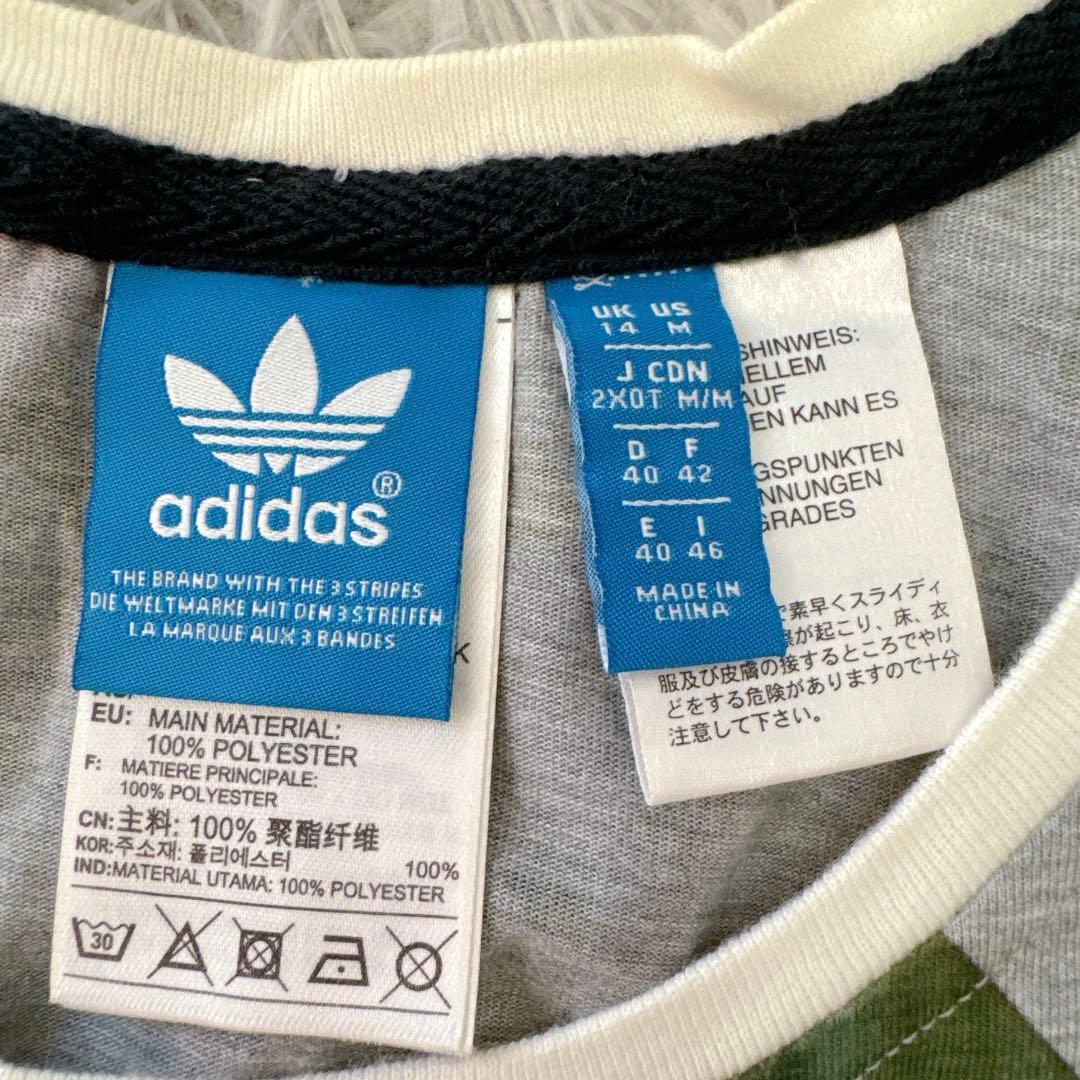 adidas®
THE BRAND WITH THE 3 STRIPES
DIE WELTMARKE MIT DEN 3 STREIFEN
LA MARQUE AUX 3 BANDES
K
EU: MAIN MATERIAL:
100% POLYESTER
F: MATIERE PRINCIPALE:
100% POLYESTER
CN:主料: 100% 聚酯纤维
KOR:주소재: 폴리에스터 100%
IND:MATERIAL UTAMA: 100% POLYESTER
30
UK US
14 M
J CDN
2XOT M/M
D F
40 42
E I
40 46
MADE IN
CHINA
SHINWEIS:
ELLEM
AUF
EN KANN ES
GSPUNKTEN
NNUNGEN
GRADES
で素早くスライディ
が起こり、床、衣
服及び皮膚の接するところでやけ
どをする危険がありますので十分
注意して下さい。